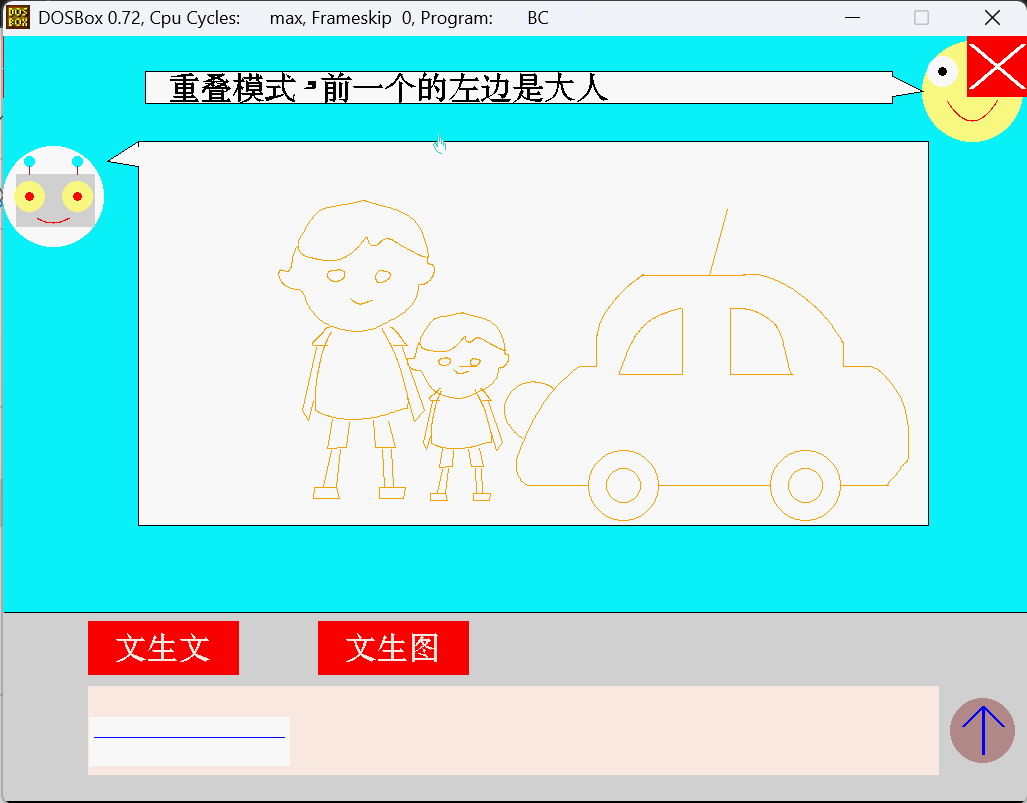 DOSBox 0.72, Cpu Cycles: max, Frameskip 0, Program: BC
重叠模式，前一个的左边是大人
文生文 文生图